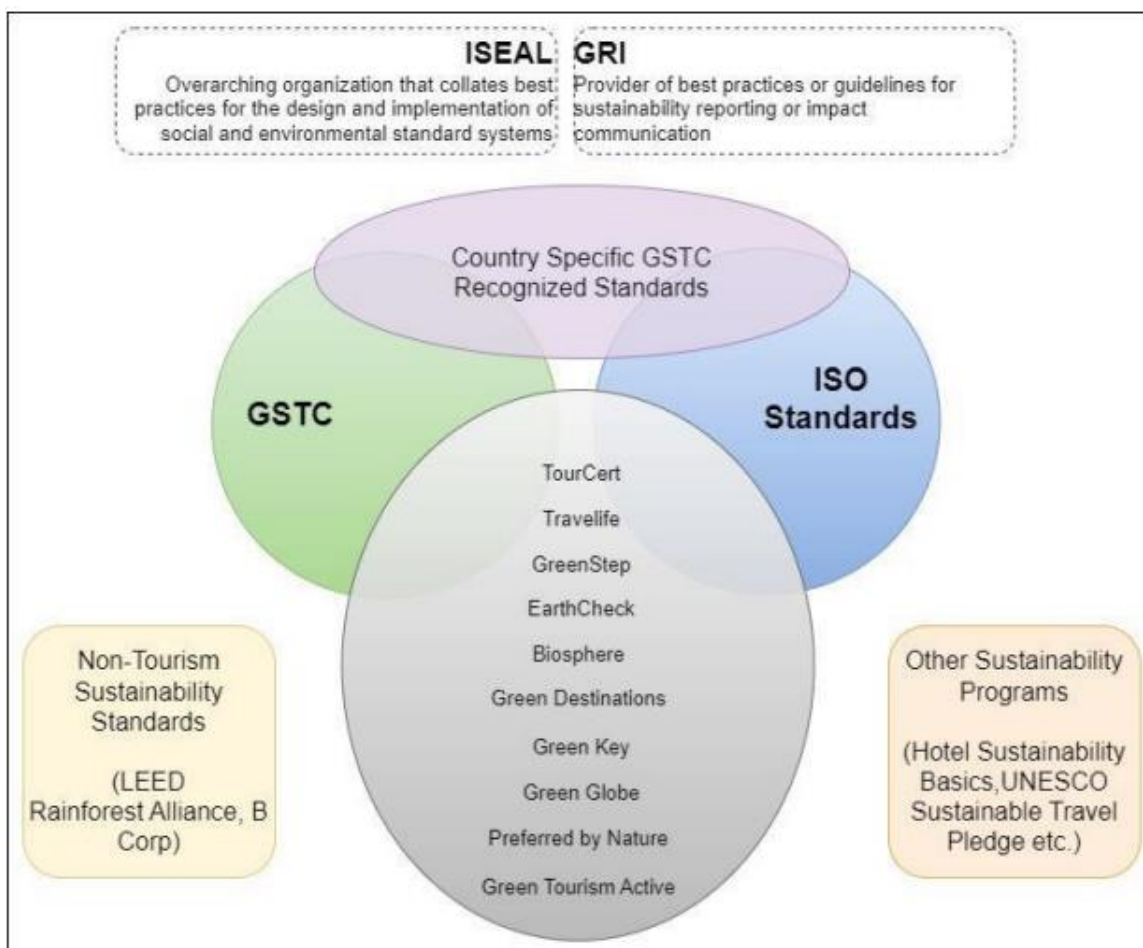 ISEAL
Overarching organization that collates best
practices for the design and implementation of
social and environmental standard systems
GRI
Provider of best practices or guidelines for
sustainability reporting or impact
communication
Country Specific GSTC
Recognized Standards
GSTC
ISO
Standards
TourCert
Travelife
GreenStep
EarthCheck
Biosphere
Green Destinations
Green Key
Green Globe
Preferred by Nature
Green Tourism Active
Non-Tourism
Sustainability
Standards
(LEED
Rainforest Alliance, B
Corp)
Other Sustainability
Programs
(Hotel Sustainability
Basics,UNESCO
Sustainable Travel
Pledge etc.)